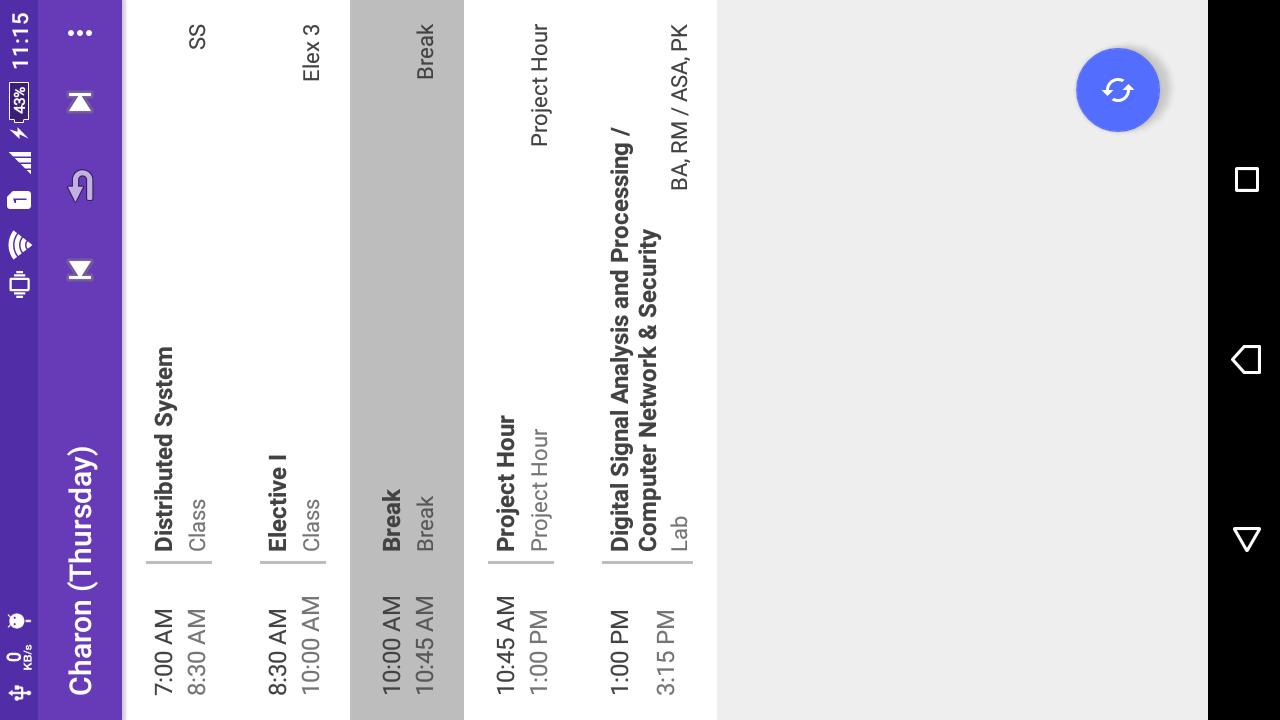 0 KB/s 1 43% 11:15
Charon (Thursday)
7:00 AM Distributed System
8:30 AM Class SS
8:30 AM Elective I
10:00 AM Class Elex 3
10:00 AM Break
10:45 AM Break Break
10:45 AM Project Hour
1:00 PM Project Hour Project Hour
1:00 PM Digital Signal Analysis and Processing /
Computer Network & Security
3:15 PM Lab BA, RM / ASA, PK